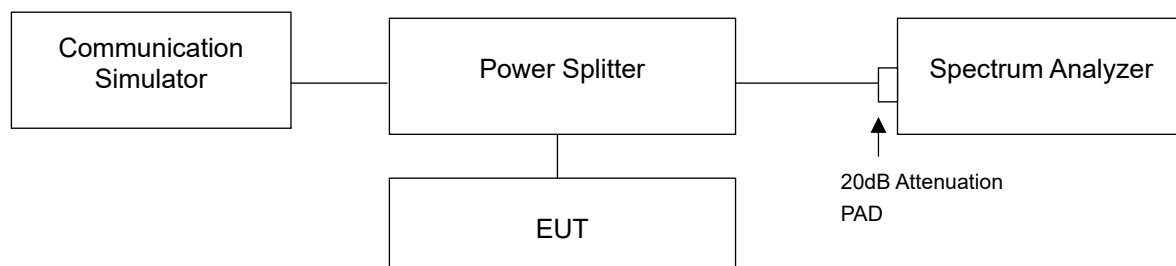 Communication
Simulator
Power Splitter
Spectrum Analyzer
20dB Attenuation
PAD
EUT